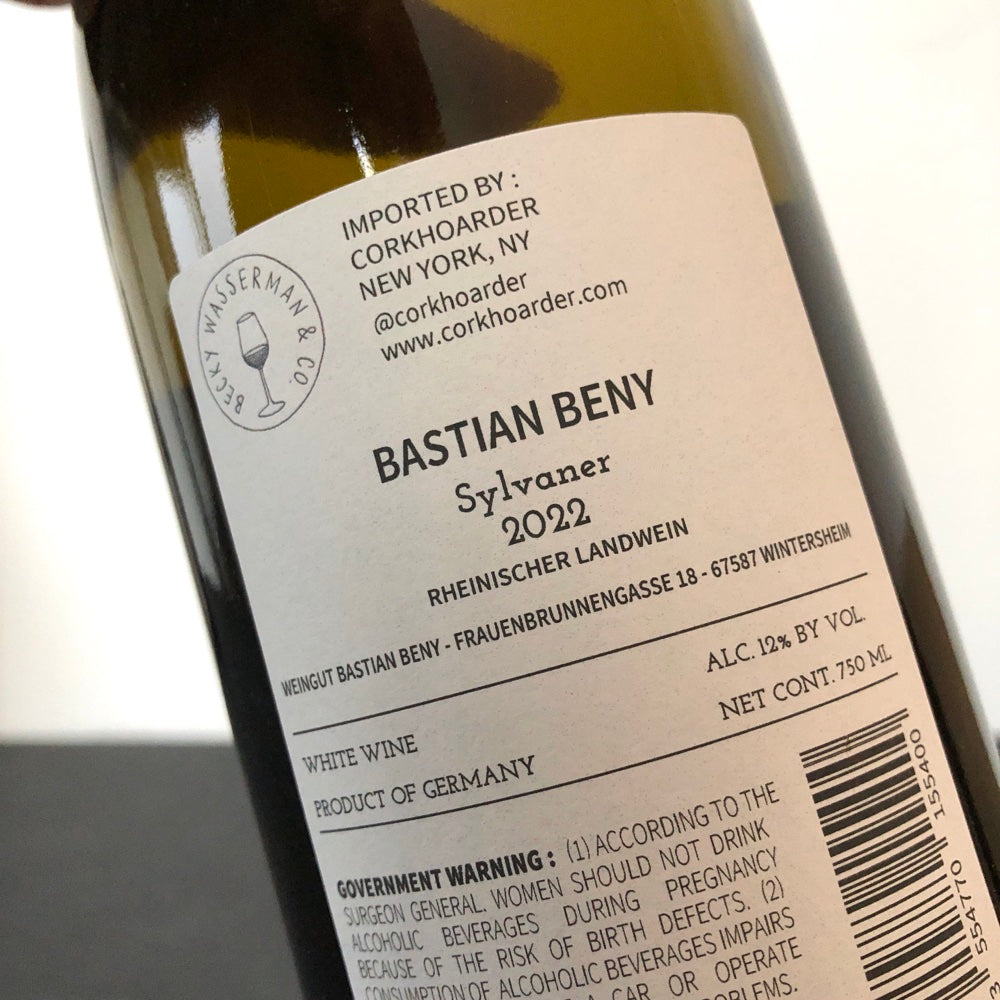 BECKY WASSERMAN & CO.
IMPORTED BY :
CORKHOARDER
NEW YORK, NY
@corkhoarder
www.corkhoarder.com
BASTIAN BENY
Sylvaner
2022
RHEINISCHER LANDWEIN
WEINGUT BASTIAN BENY - FRAUENBRUNNENGASSE 18 - 67587 WINTERSHEIM
WHITE WINE
ALC. 12% BY VOL.
PRODUCT OF GERMANY
NET CONT. 750 ML
GOVERNMENT WARNING : (1) ACCORDING TO THE
SURGEON GENERAL, WOMEN SHOULD NOT DRINK
ALCOHOLIC BEVERAGES DURING PREGNANCY
BECAUSE OF THE RISK OF BIRTH DEFECTS. (2)
CONSUMPTION OF ALCOHOLIC BEVERAGES IMPAIRS
A CAR OR OPERATE
554770 155400